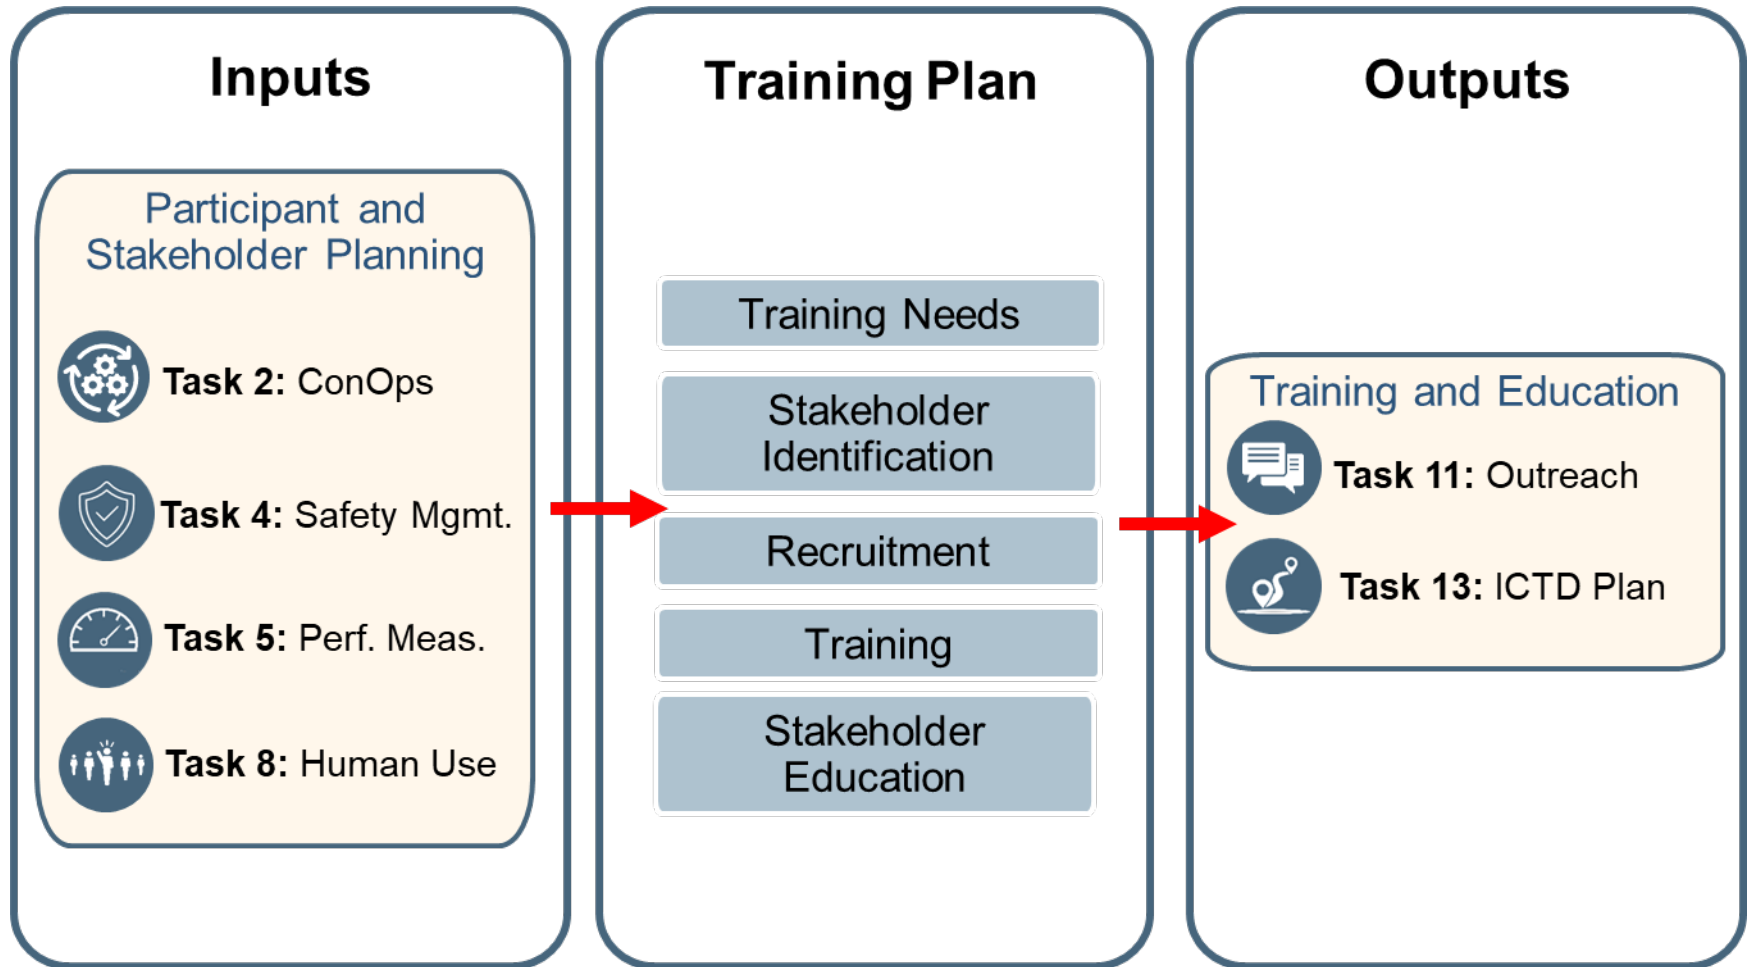 Inputs
Participant and
Stakeholder Planning
Task 2: ConOps
Task 4: Safety Mgmt.
Task 5: Perf. Meas.
Task 8: Human Use
Training Plan
Training Needs
Stakeholder
Identification
Recruitment
Training
Stakeholder
Education
Outputs
Training and Education
Task 11: Outreach
Task 13: ICTD Plan